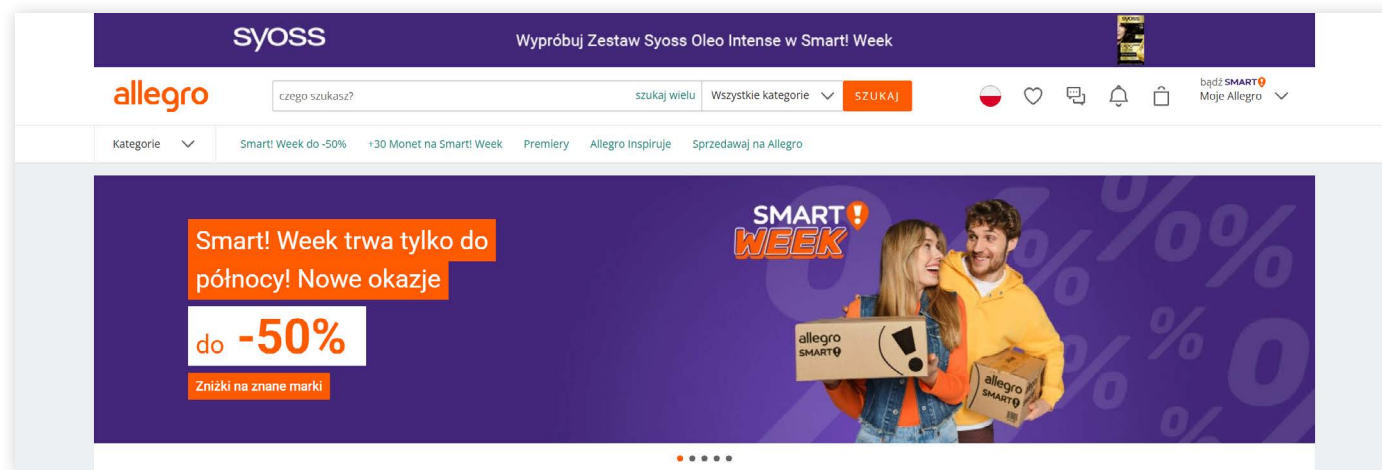 syoss
Wypróbuj Zestaw Syoss Oleo Intense w Smart! Week
syoss
allegro
czego szukasz?
szukaj wielu
Wszystkie kategorie
SZUKAJ
bądź SMART!
Moje Allegro
Kategorie
Smart! Week do -50%
+30 Monet na Smart! Week
Premiery
Allegro Inspiruje
Sprzedawaj na Allegro
Smart! Week trwa tylko do
północy! Nowe okazje
do -50%
Zniżki na znane marki
SMART!
WEEK
allegro
SMART!
allegro
SMART!